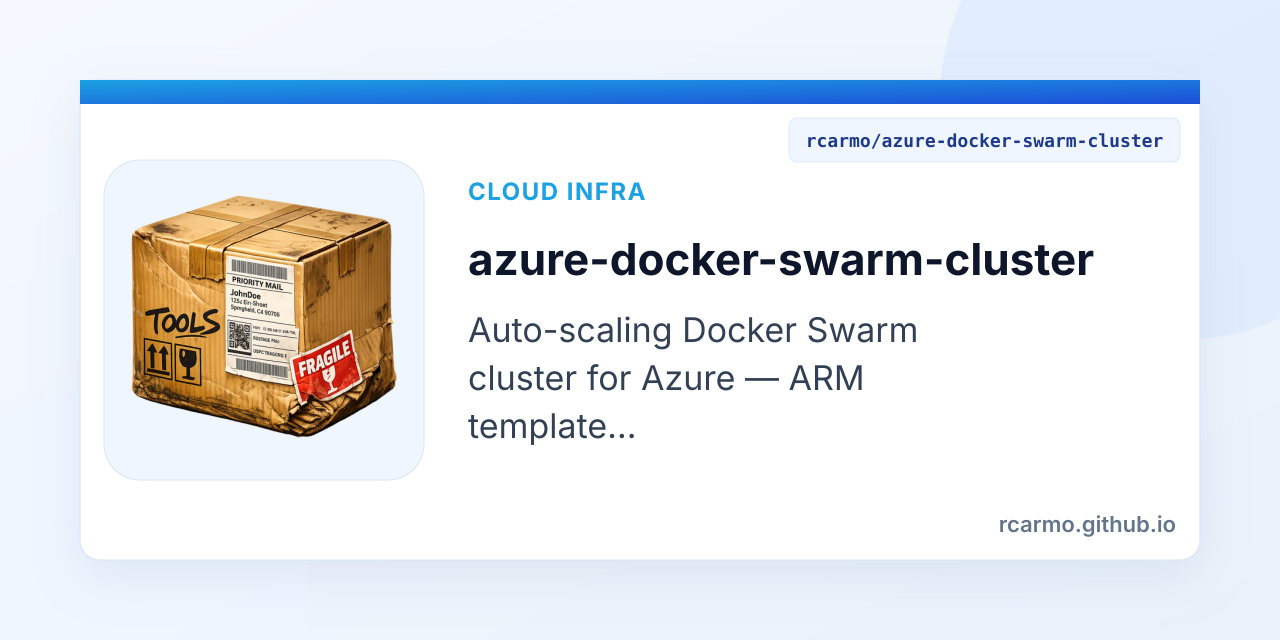 rcarmo/azure-docker-swarm-cluster
CLOUD INFRA
azure-docker-swarm-cluster
Auto-scaling Docker Swarm
cluster for Azure — ARM
template…
PRIORITY MAIL
JohnDoe
TOOLS
FRAGILE
rcarmo.github.io